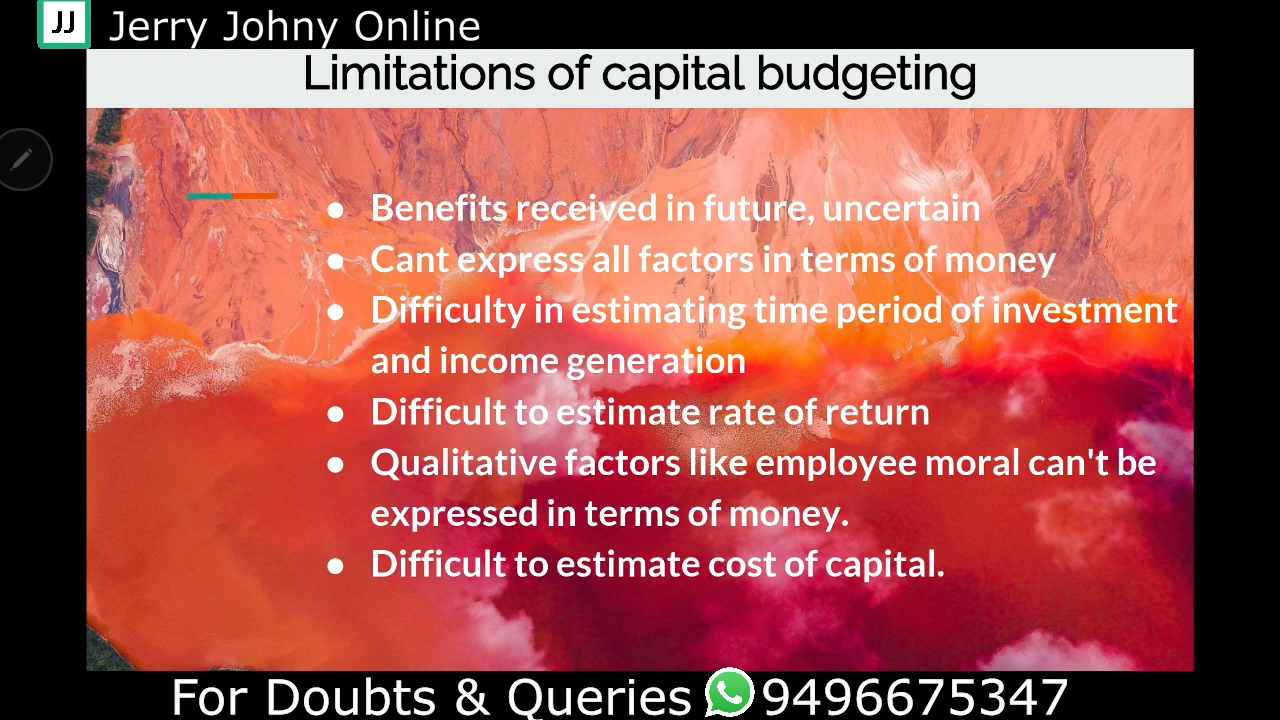 JJ Jerry Johny Online
Limitations of capital budgeting
● Benefits received in future, uncertain
● Cant express all factors in terms of money
● Difficulty in estimating time period of investment
and income generation
● Difficult to estimate rate of return
● Qualitative factors like employee moral can't be
expressed in terms of money.
● Difficult to estimate cost of capital.
For Doubts & Queries 9496675347